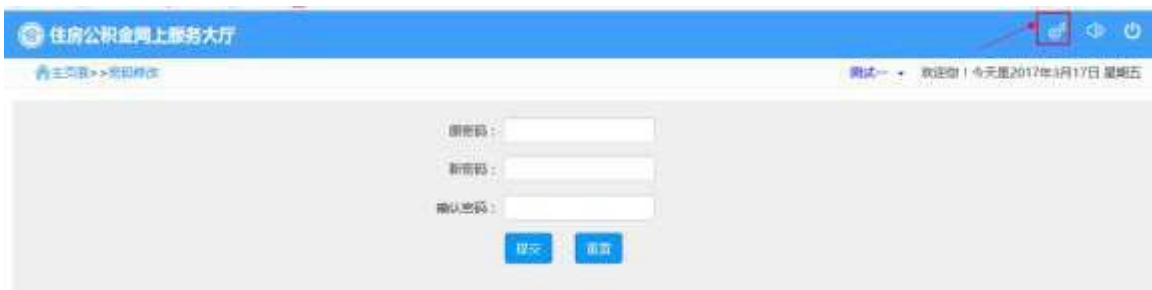 住房公积金网上服务大厅
主页面>>密码修改
测试一 欢迎您！今天是2017年3月17日 星期五
原密码：
新密码：
确认密码：
提交 重置